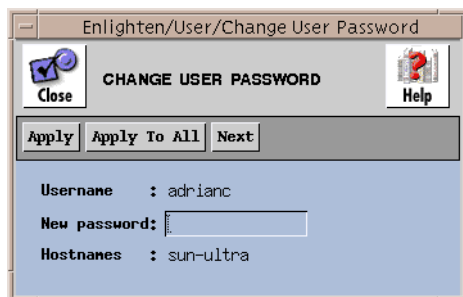 Enlighten/User/Change User Password
CHANGE USER PASSWORD
Close
Help
Apply Apply To All Next
Username : adrianc
New password:
Hostnames : sun-ultra